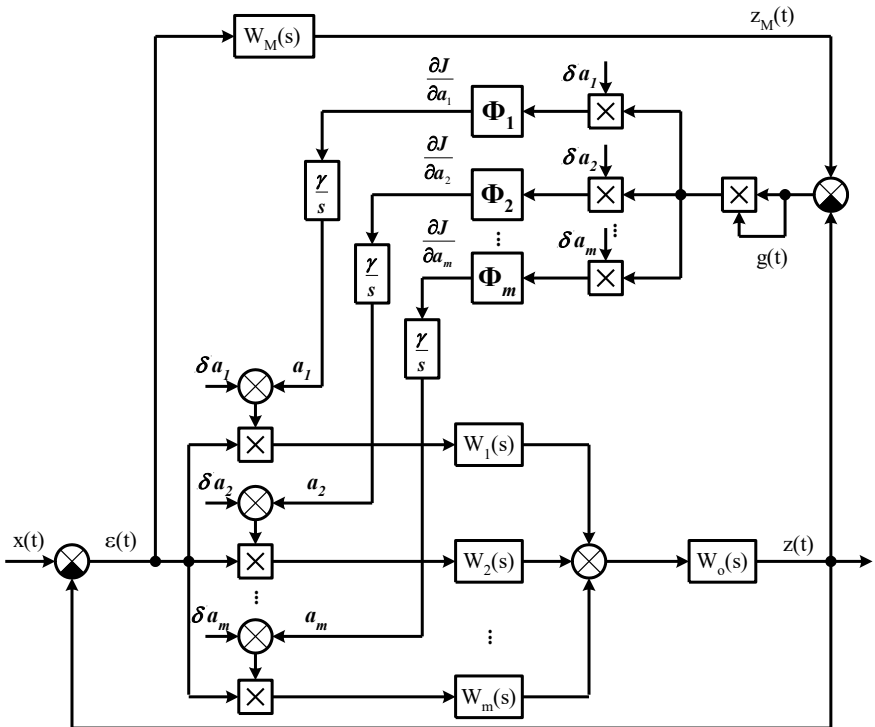 z_M(t)
W_M(s)
∂J
∂a_1
δa_1
×
Φ_1
γ
s
∂J
∂a_2
δa_2
×
Φ_2
×
γ
s
∂J
∂a_m
δa_m
×
Φ_m
g(t)
γ
s
δa_1
a_1
×
W_1(s)
δa_2
a_2
x(t)
ε(t)
×
W_2(s)
W_o(s)
z(t)
δa_m
a_m
×
W_m(s)